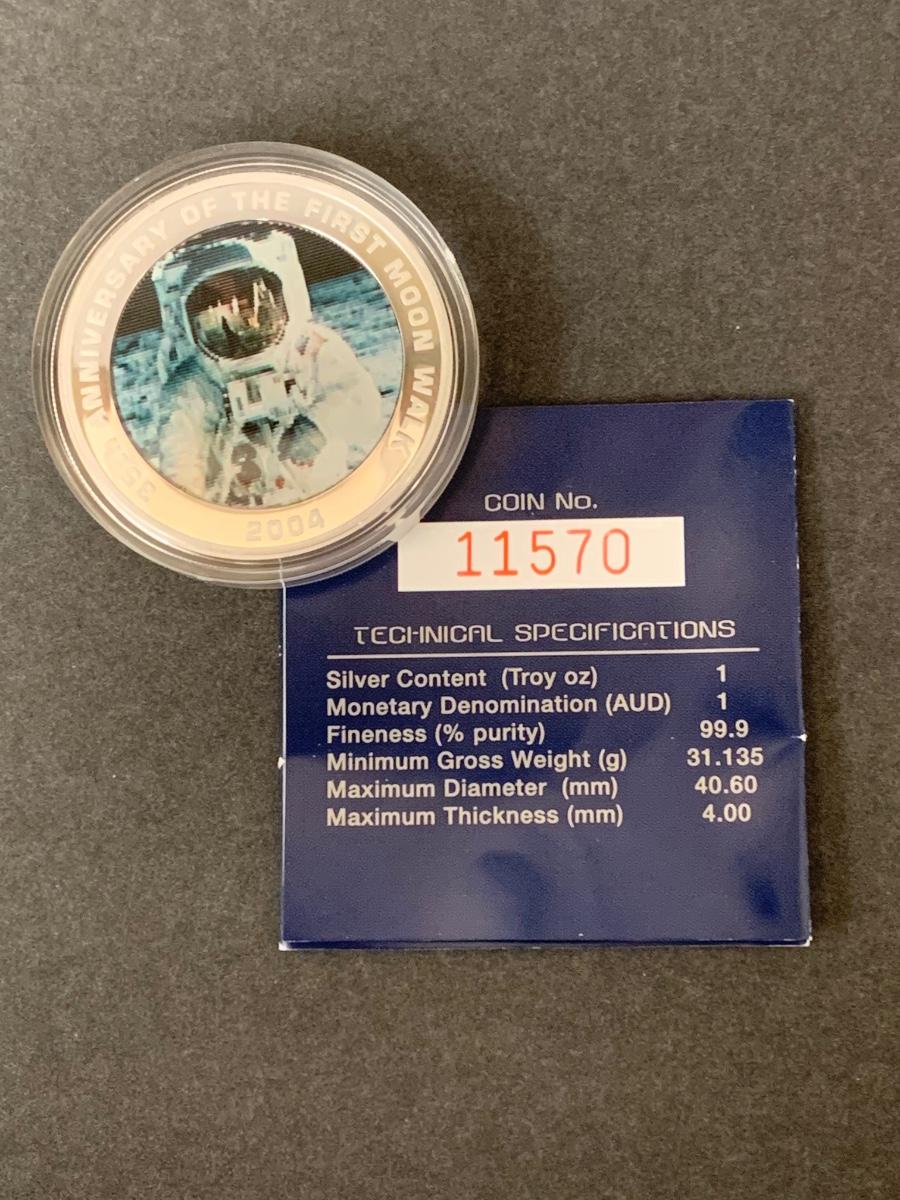 35TH ANNIVERSARY OF THE FIRST MOON WALK
2004
COIN No.
11570
TECHNICAL SPECIFICATIONS
Silver Content (Troy oz) 1
Monetary Denomination (AUD) 1
Fineness (% purity) 99.9
Minimum Gross Weight (g) 31.135
Maximum Diameter (mm) 40.60
Maximum Thickness (mm) 4.00